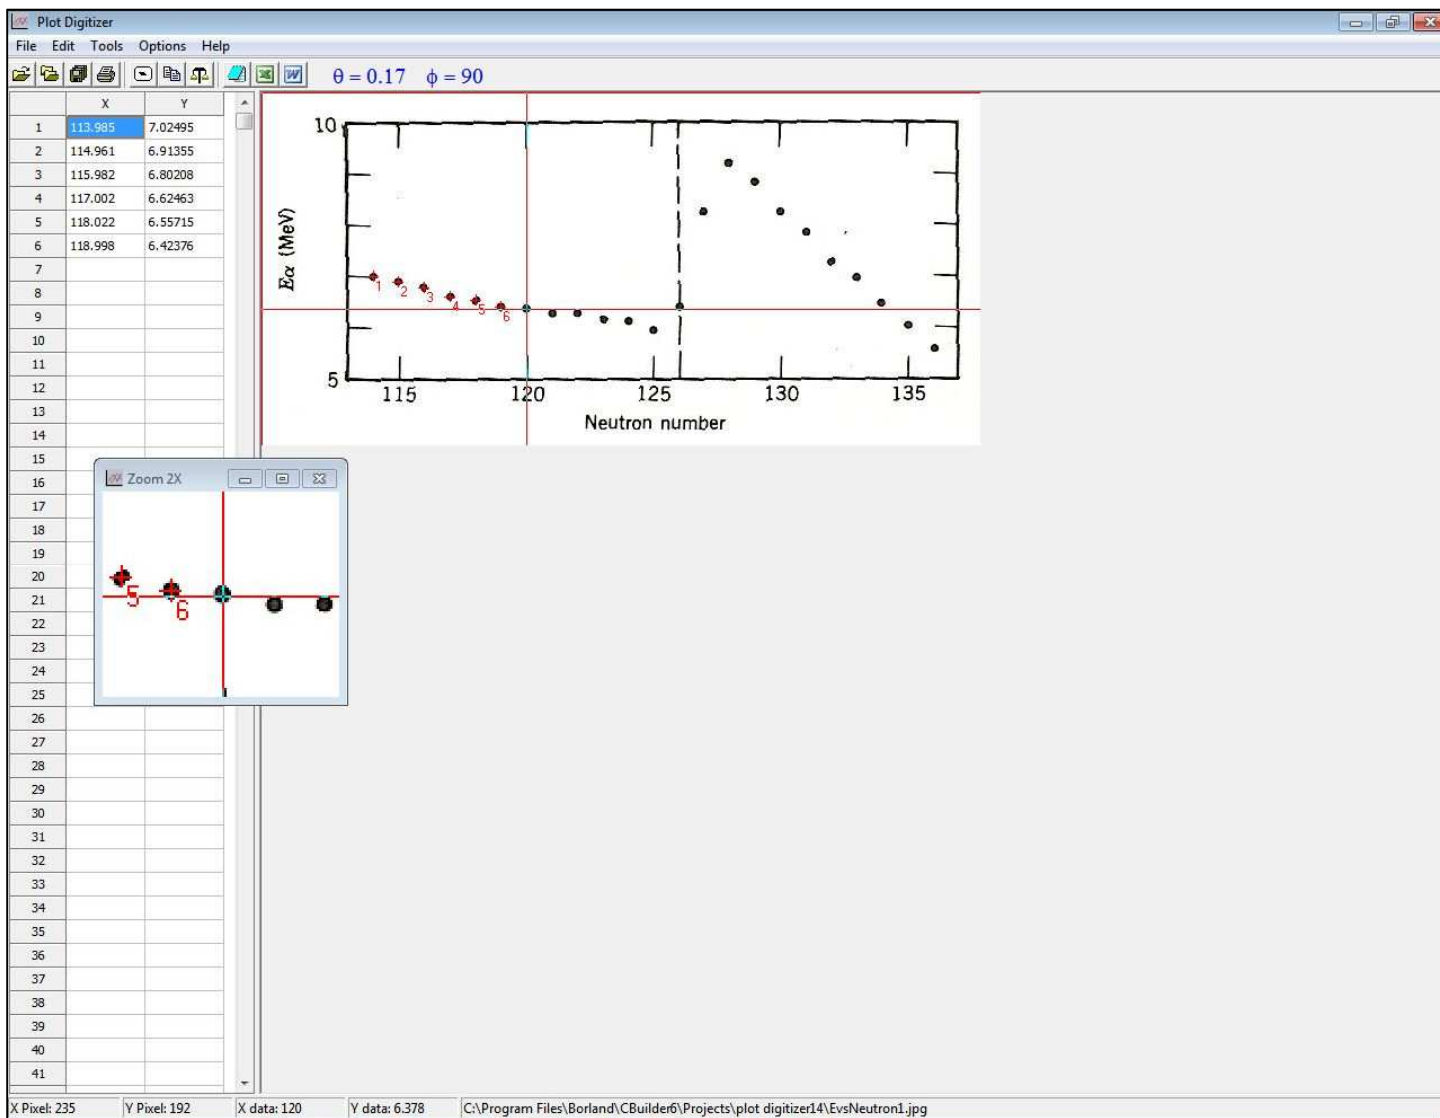 Plot Digitizer
File Edit Tools Options Help
θ = 0.17 ϕ = 90
X Y
1 113.985 7.02495
2 114.961 6.91355
3 115.982 6.80208
4 117.002 6.62463
5 118.022 6.55715
6 118.998 6.42376
7
8
9
10
11
12
13
14
15
16
17
18
19
20
21
22
23
24
25
26
27
28
29
30
31
32
33
34
35
36
37
38
39
40
41
10
Eα (MeV)
1 2 3 4 5 6
5
115 120 125 130 135
Neutron number
Zoom 2X
5
6
X Pixel: 235 Y Pixel: 192 X data: 120 Y data: 6.378 C:\Program Files\Borland\CBuilder6\Projects\plot digitizer14\EvsNeutron1.jpg